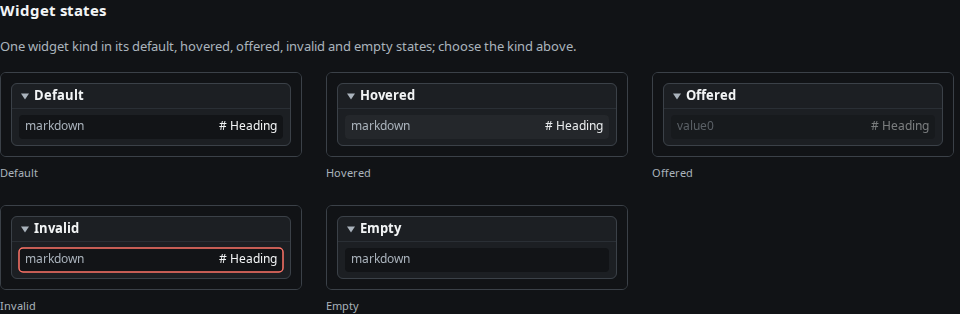 Widget states
One widget kind in its default, hovered, offered, invalid and empty states; choose the kind above.
Default
markdown # Heading
Default
Hovered
markdown # Heading
Hovered
Offered
value0 # Heading
Offered
Invalid
markdown # Heading
Invalid
Empty
markdown
Empty